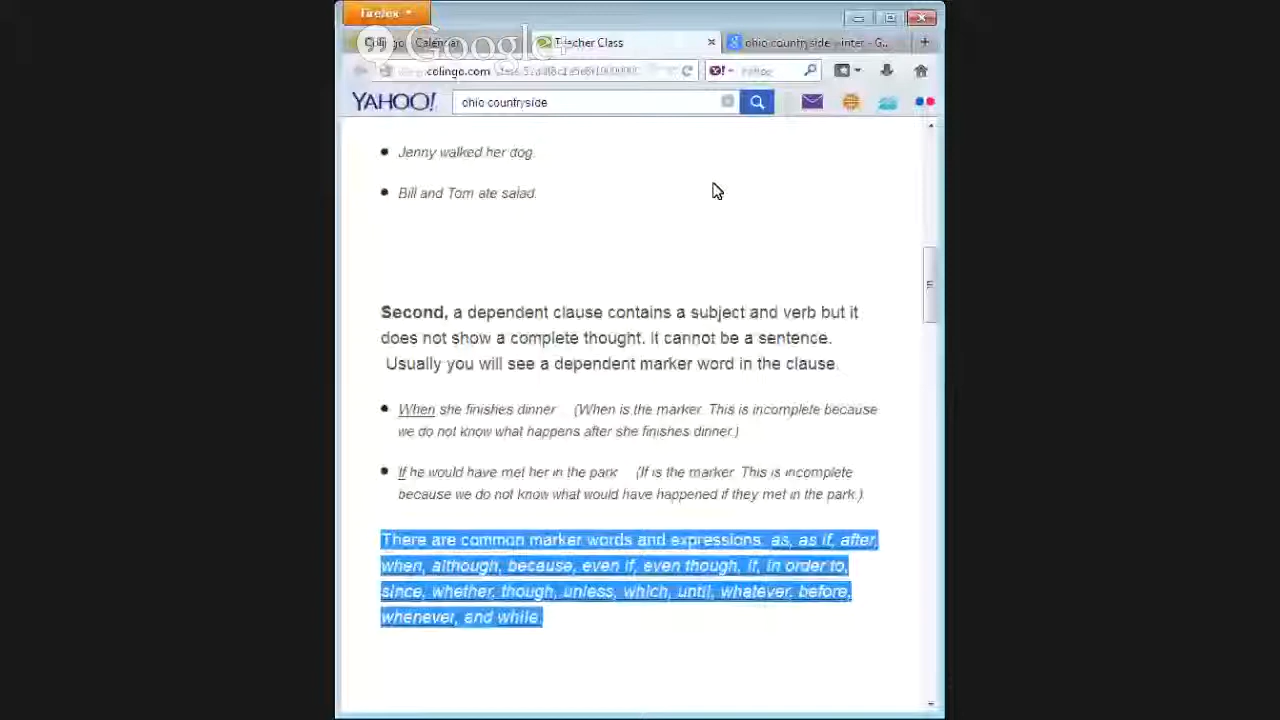 Firefox
Google+
Calendar
Teacher Class
ohio countryside winter - G...
colingo.com
YAHOO!
ohio countryside
Jenny walked her dog.
Bill and Tom ate salad.
Second, a dependent clause contains a subject and verb but it
does not show a complete thought. It cannot be a sentence.
Usually you will see a dependent marker word in the clause.
When she finishes dinner (When is the marker. This is incomplete because
we do not know what happens after she finishes dinner.)
If he would have met her in the park (If is the marker. This is incomplete
because we do not know what would have happened if they met in the park.)
There are common marker words and expressions: as, as if, after,
when, although, because, even if, even though, if, in order to,
since, whether, though, unless, which, until, whatever, before,
whenever, and while.